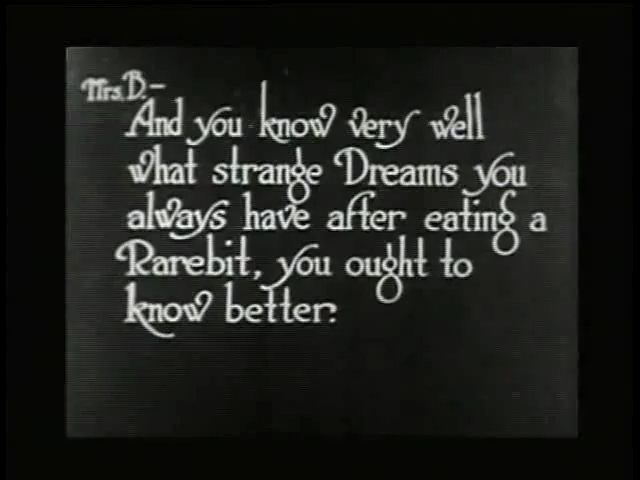 Mrs. B.—
And you know very well
what strange Dreams you
always have after eating a
Rarebit, you ought to
know better.